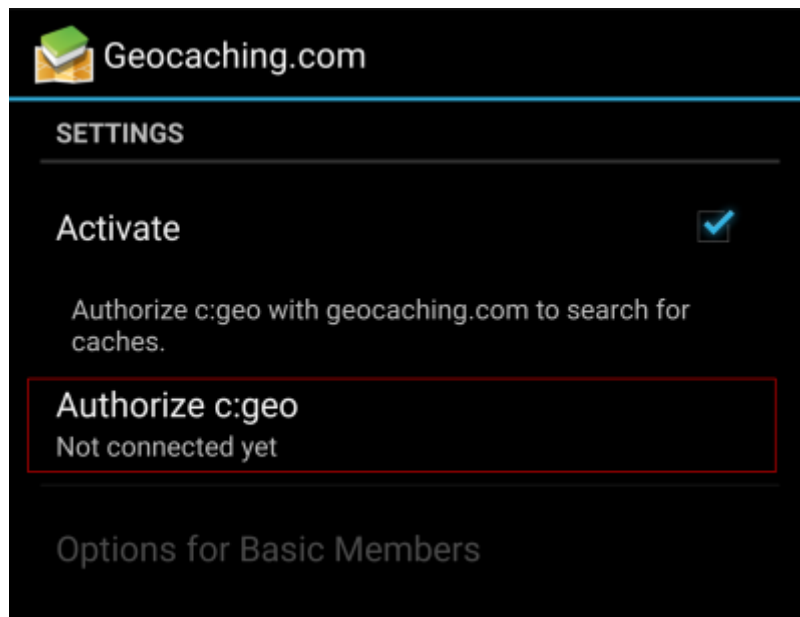 Geocaching.com
SETTINGS
Activate
Authorize c:geo with geocaching.com to search for
caches.
Authorize c:geo
Not connected yet
Options for Basic Members